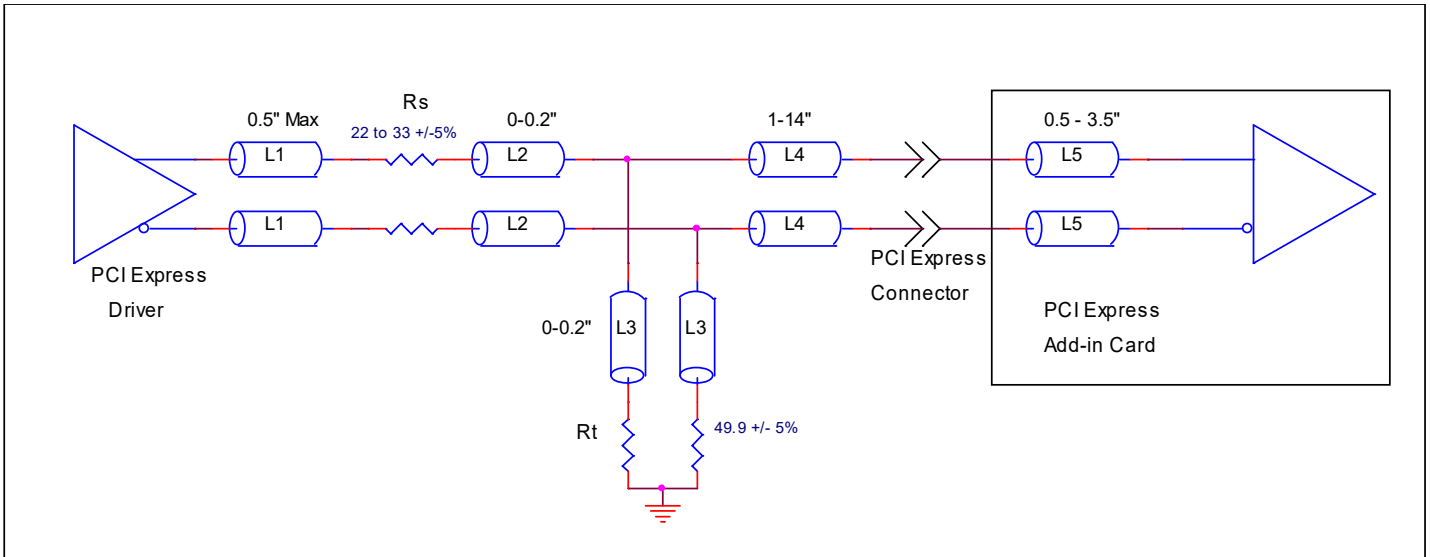 Rs
0.5" Max
22 to 33 +/-5%
0-0.2"
1-14"
0.5 - 3.5"
L1
L2
L4
L5
L1
L2
L4
L5
PCI Express
Driver
PCI Express
Connector
PCI Express
Add-in Card
0-0.2"
L3
L3
Rt
49.9 +/- 5%